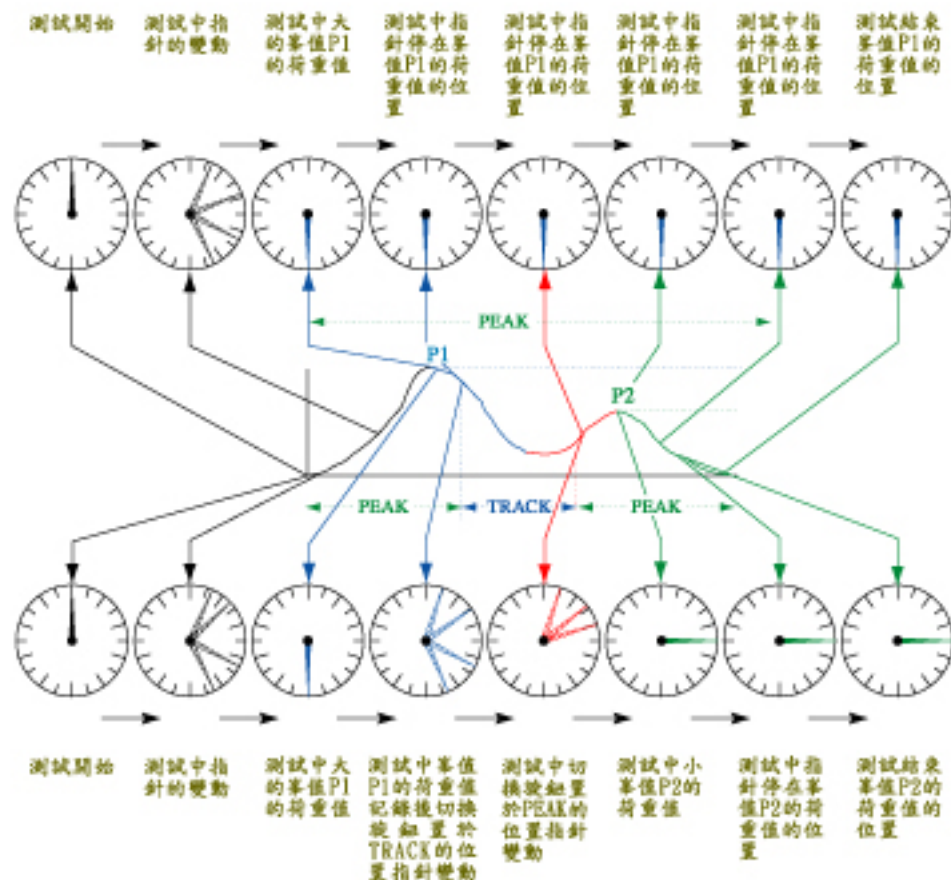 測試開始
測試中指
針的變動
測試中大
的峯值P1
的荷重值
測試中指
針停在峯
值P1的荷
重值的位
置
測試中指
針停在峯
值P1的荷
重值的位
置
測試中指
針停在峯
值P1的荷
重值的位
置
測試中指
針停在峯
值P1的荷
重值的位
置
測試結束
峯值P1的
荷重值的
位置
PEAK
P1
P2
PEAK
TRACK
PEAK
測試開始
測試中指
針的變動
測試中大
的峯值P1
的荷重值
測試中峯值
P1的荷重值
記錄後切換
旋鈕置於
TRACK的位
置指針變動
測試中切
換旋鈕置
於PEAK的
位置指針
變動
測試中小
峯值P2的
荷重值
測試中指
針停在峯
值P2的荷
重值的位
置
測試結束
峯值P2的
荷重值的
位置